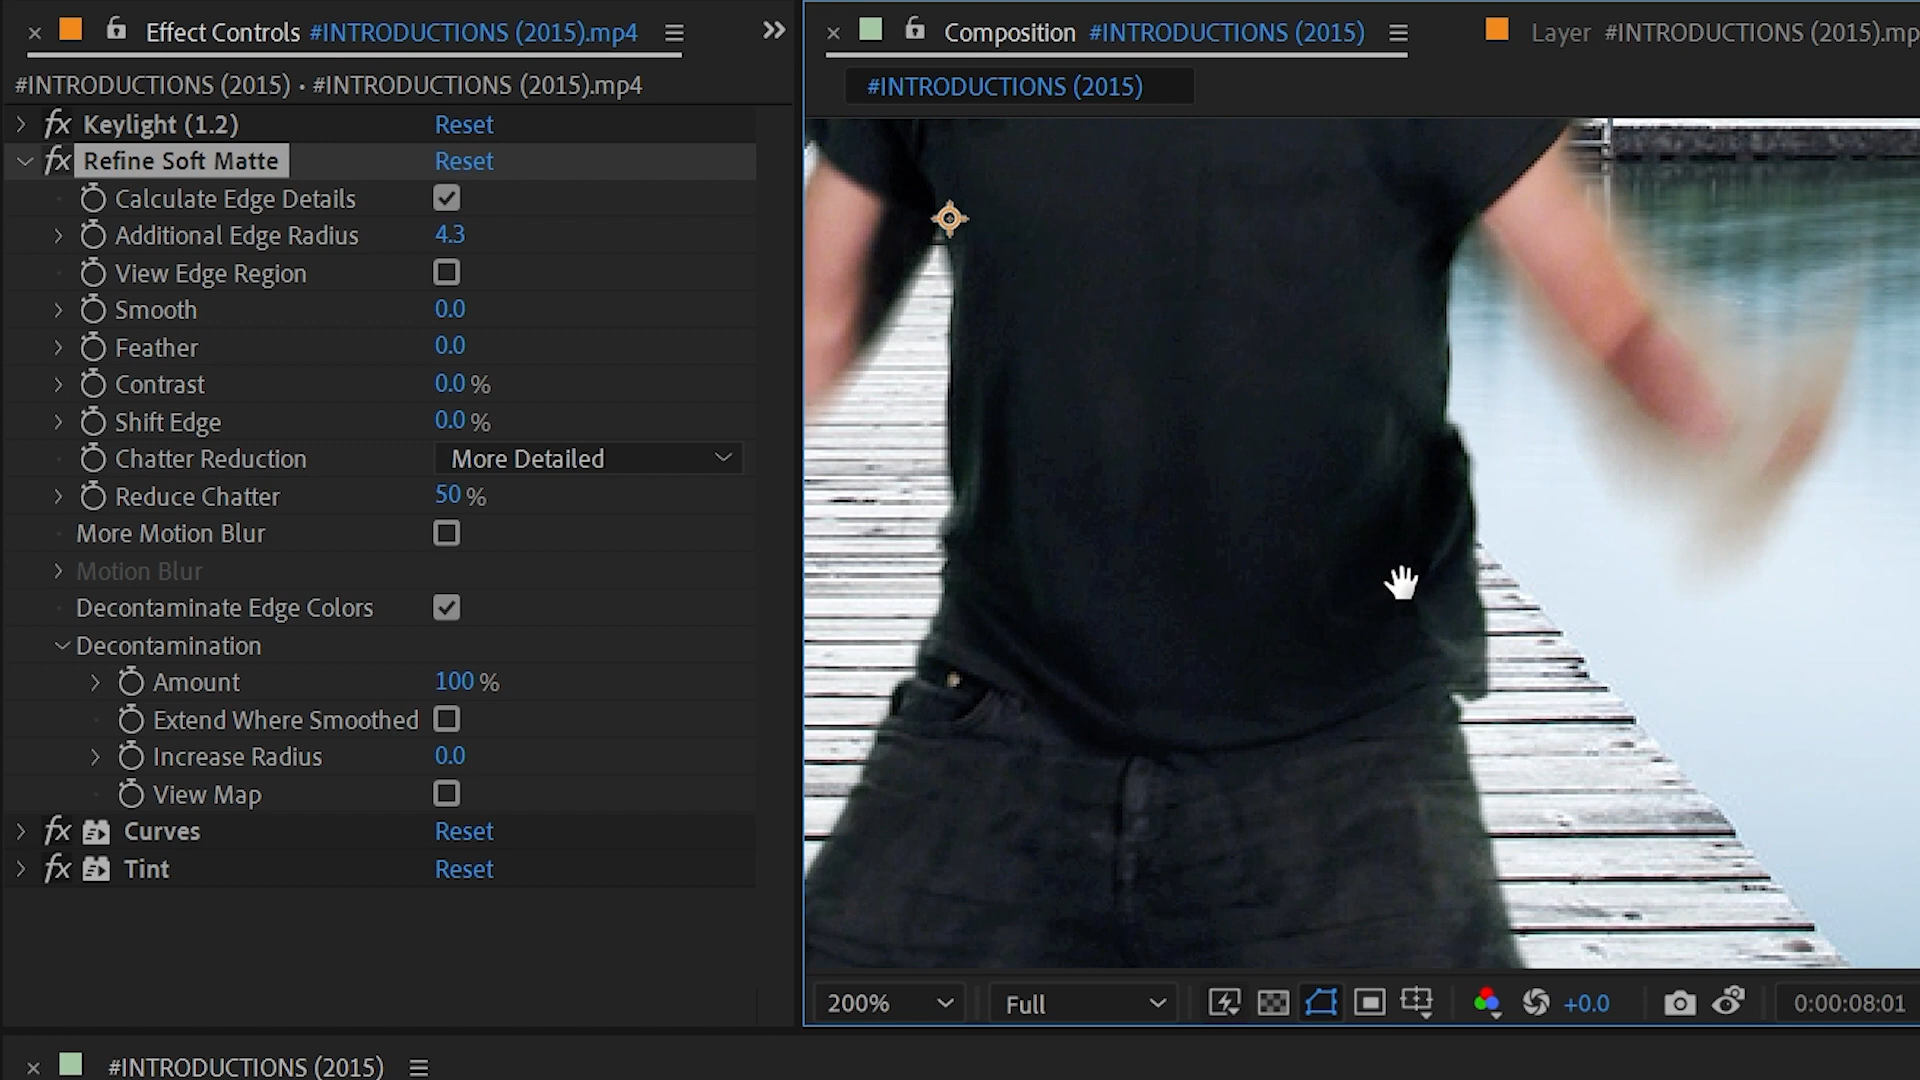 Effect Controls #INTRODUCTIONS (2015).mp4
#INTRODUCTIONS (2015) • #INTRODUCTIONS (2015).mp4
fx Keylight (1.2) Reset
fx Refine Soft Matte Reset
Calculate Edge Details
Additional Edge Radius 4.3
View Edge Region
Smooth 0.0
Feather 0.0
Contrast 0.0 %
Shift Edge 0.0 %
Chatter Reduction More Detailed
Reduce Chatter 50 %
More Motion Blur
Motion Blur
Decontaminate Edge Colors
Decontamination
Amount 100 %
Extend Where Smoothed
Increase Radius 0.0
View Map
fx Curves Reset
fx Tint Reset
Composition #INTRODUCTIONS (2015)
Layer #INTRODUCTIONS (2015).mp
#INTRODUCTIONS (2015)
200% Full +0.0 0:00:08:01
#INTRODUCTIONS (2015)